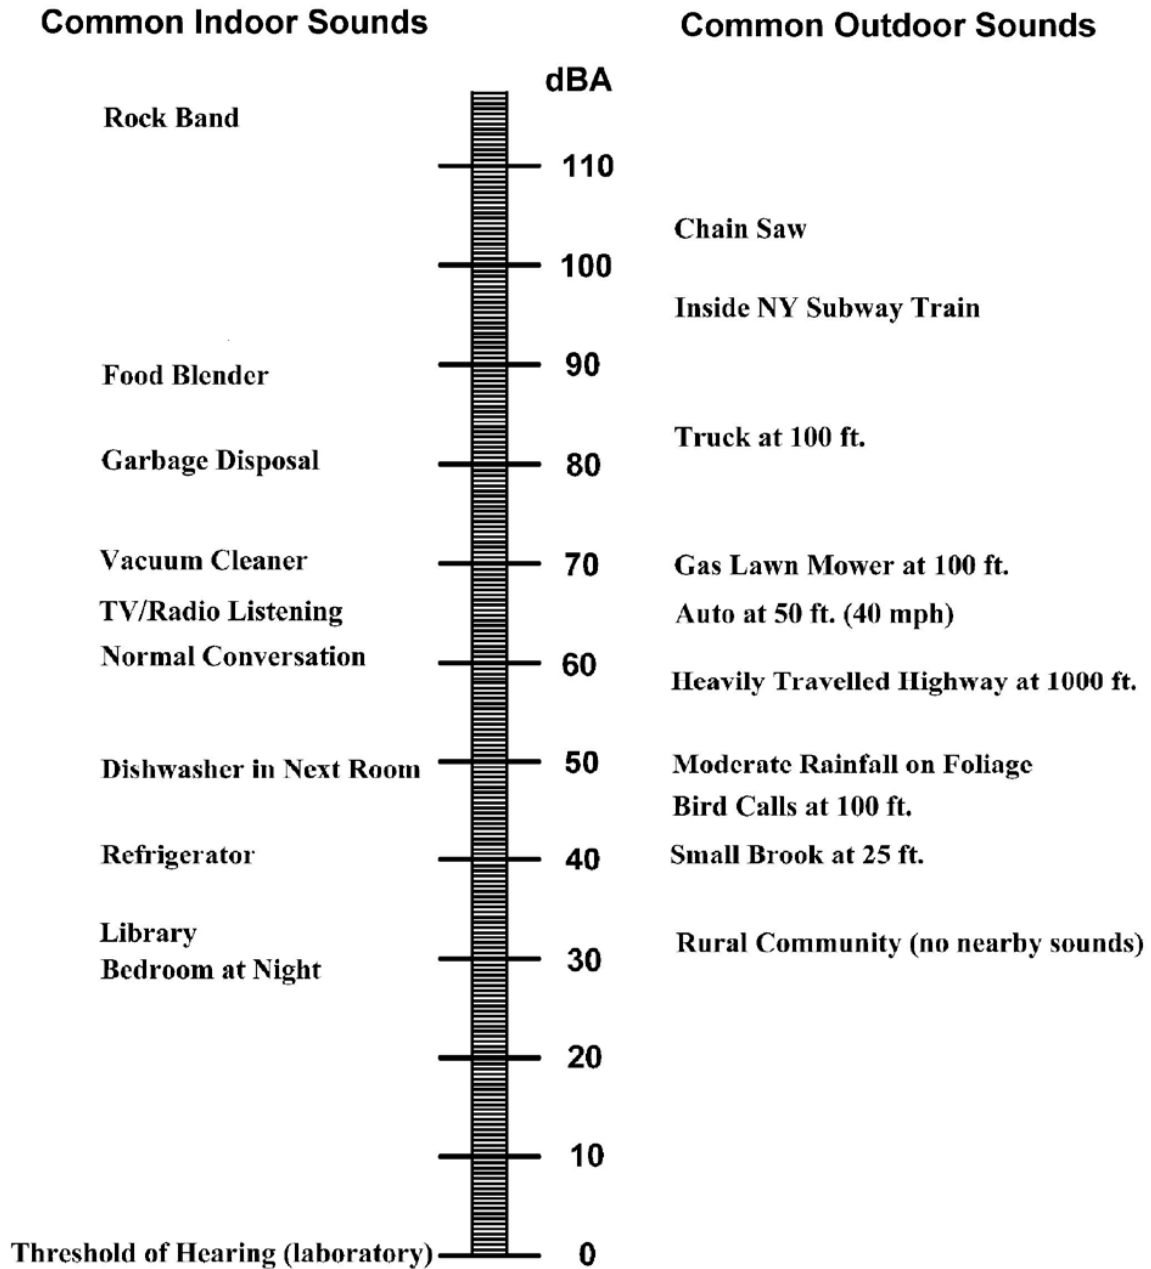 Common Indoor Sounds
Common Outdoor Sounds
dBA
Rock Band
110
Chain Saw
100
Inside NY Subway Train
90
Food Blender
Truck at 100 ft.
Garbage Disposal
80
Vacuum Cleaner
70
Gas Lawn Mower at 100 ft.
TV/Radio Listening
Auto at 50 ft. (40 mph)
Normal Conversation
60
Heavily Travelled Highway at 1000 ft.
Dishwasher in Next Room
50
Moderate Rainfall on Foliage
Bird Calls at 100 ft.
Refrigerator
40
Small Brook at 25 ft.
Library
Rural Community (no nearby sounds)
Bedroom at Night
30
20
10
Threshold of Hearing (laboratory)
0